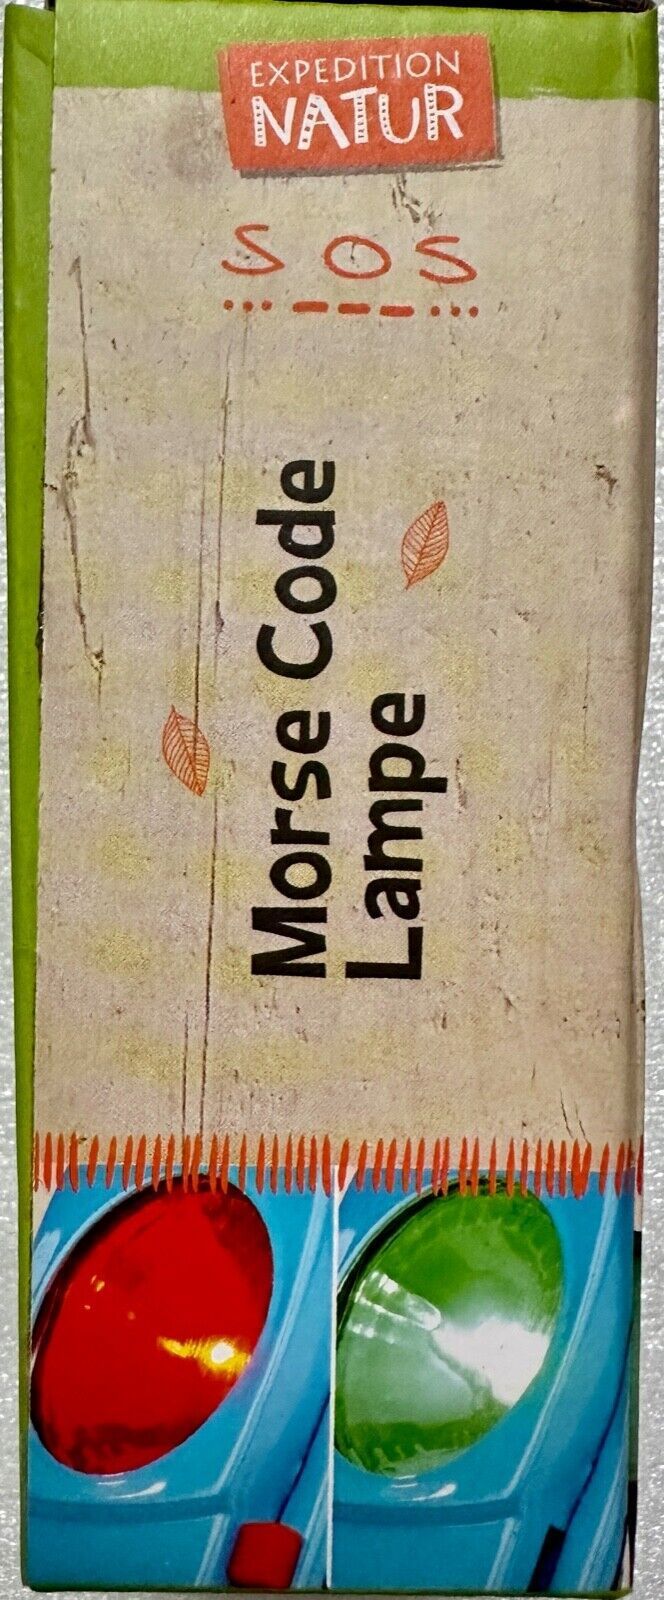 EXPEDITION
NATUR
SOS
...---...
Morse Code
Lampe